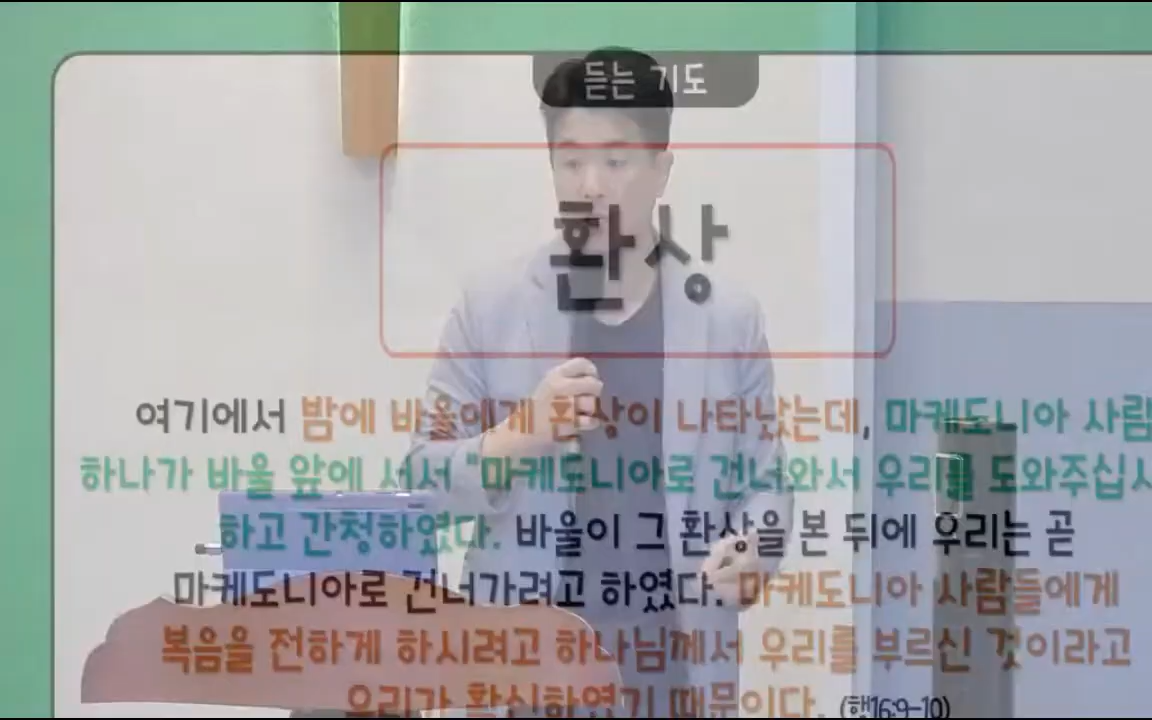 듣는 기도
환상
여기에서 밤에 바울에게 환상이 나타났는데, 마케도니아 사람
하나가 바울 앞에 서서 "마케도니아로 건너와서 우리를 도와주십시
하고 간청하였다. 바울이 그 환상을 본 뒤에 우리는 곧
마케도니아로 건너가려고 하였다. 마케도니아 사람들에게
복음을 전하게 하시려고 하나님께서 우리를 부르신 것이라고
우리가 확신하였기 때문이다. (행16:9-10)